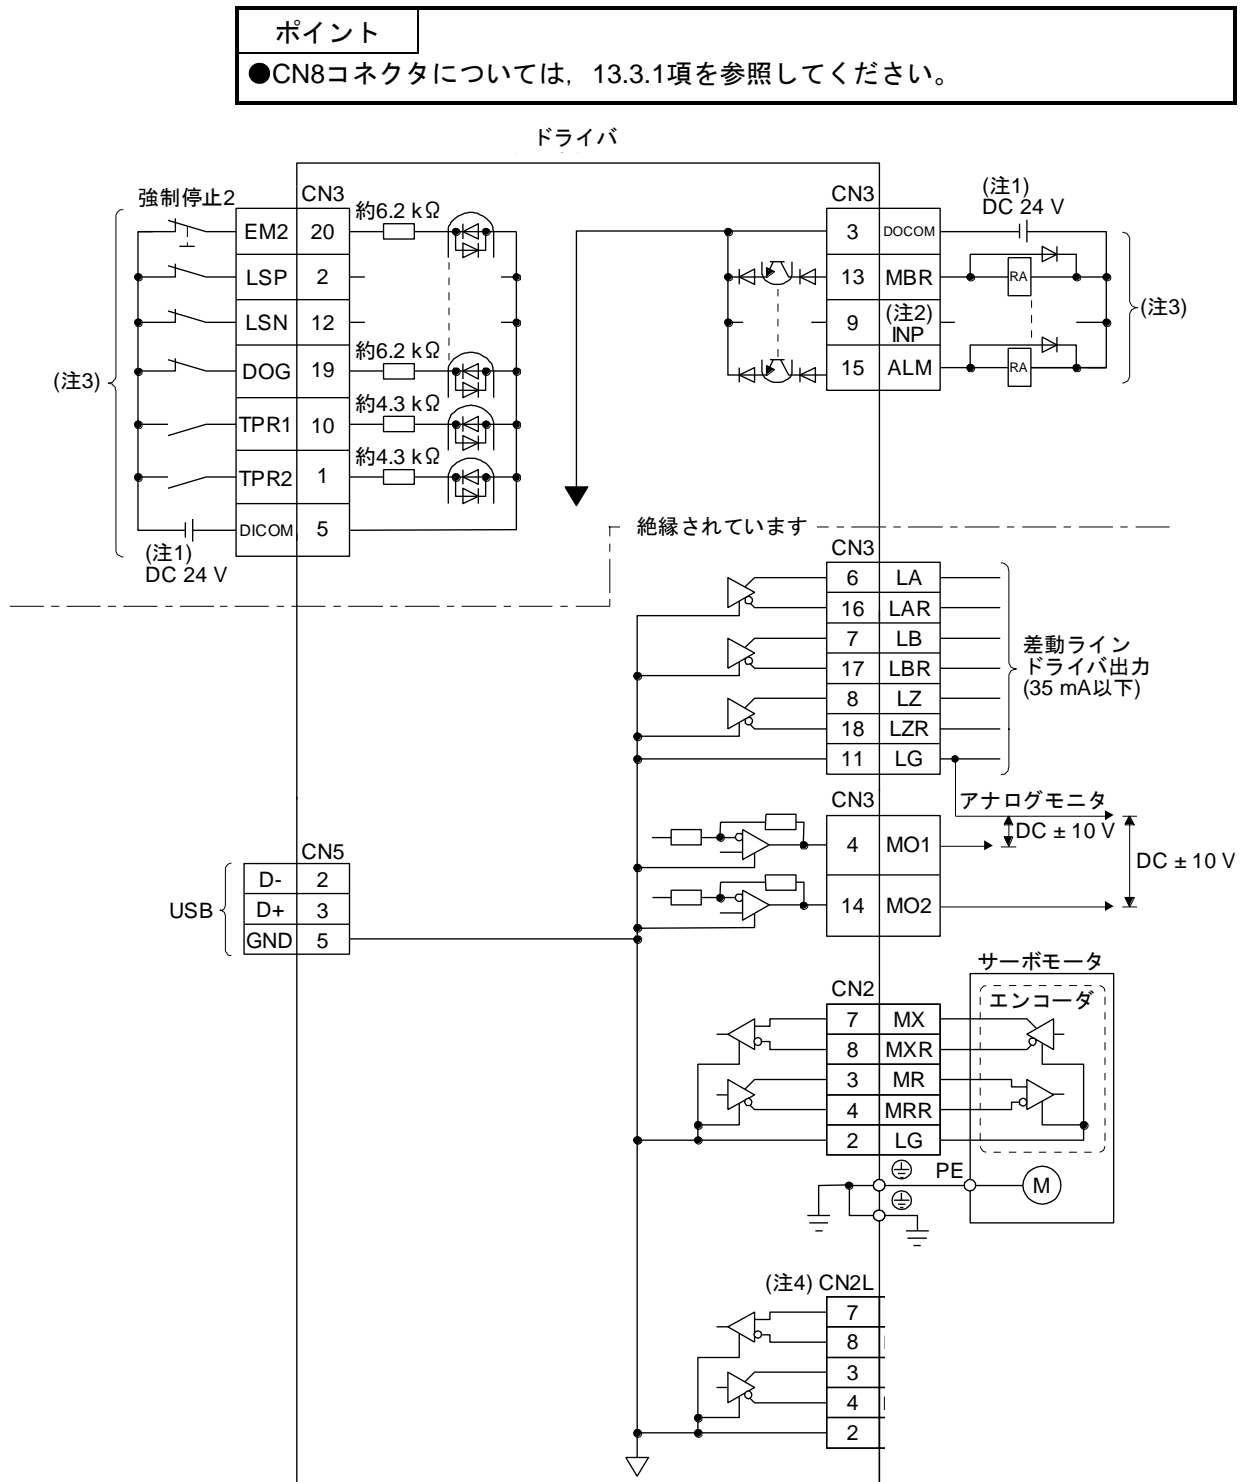 ポイント
●CN8コネクタについては，13.3.1項を参照してください。
ドライバ
強制停止2
CN3
EM2 20 約6.2 kΩ
LSP 2
LSN 12
DOG 19 約6.2 kΩ
TPR1 10 約4.3 kΩ
TPR2 1 約4.3 kΩ
DICOM 5
(注3)
(注1)
DC 24 V
CN3
(注1)
DC 24 V
3 DOCOM
13 MBR RA
9 (注2) INP
15 ALM RA
(注3)
絶縁されています
CN3
6 LA
16 LAR
7 LB
17 LBR
8 LZ
18 LZR
11 LG
差動ライン
ドライバ出力
(35 mA以下)
CN3
アナログモニタ
4 MO1
DC ± 10 V
14 MO2
DC ± 10 V
CN5
USB
D- 2
D+ 3
GND 5
サーボモータ
エンコーダ
CN2
7 MX
8 MXR
3 MR
4 MRR
2 LG
PE
M
(注4) CN2L
7
8
3
4
2